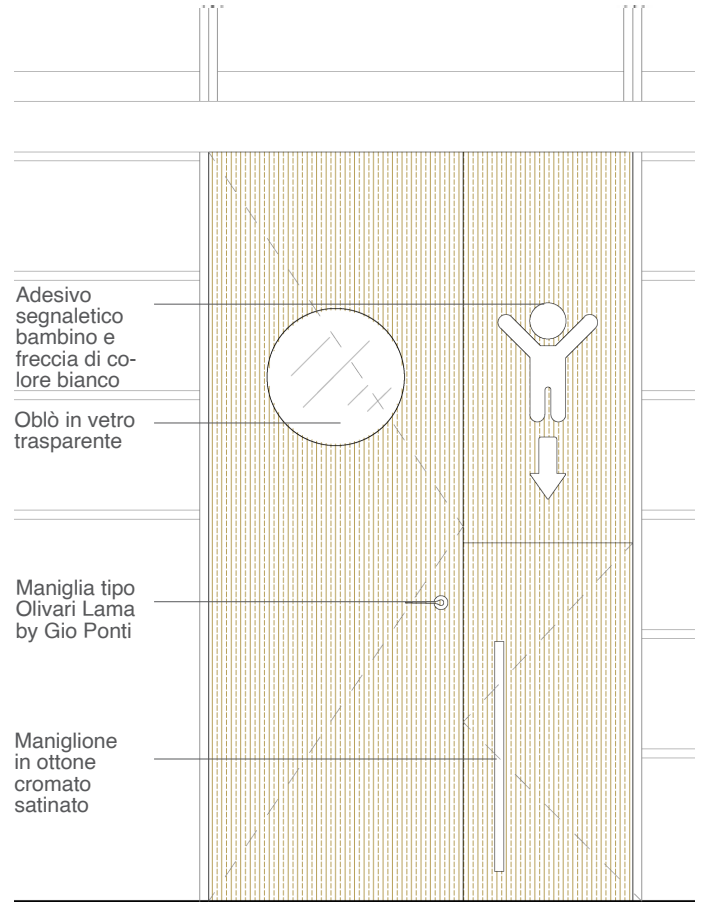 Adesivo
segnaletico
bambino e
freccia di co-
lore bianco
Oblò in vetro
trasparente
Maniglia tipo
Olivari Lama
by Gio Ponti
Maniglione
in ottone
cromato
satinato